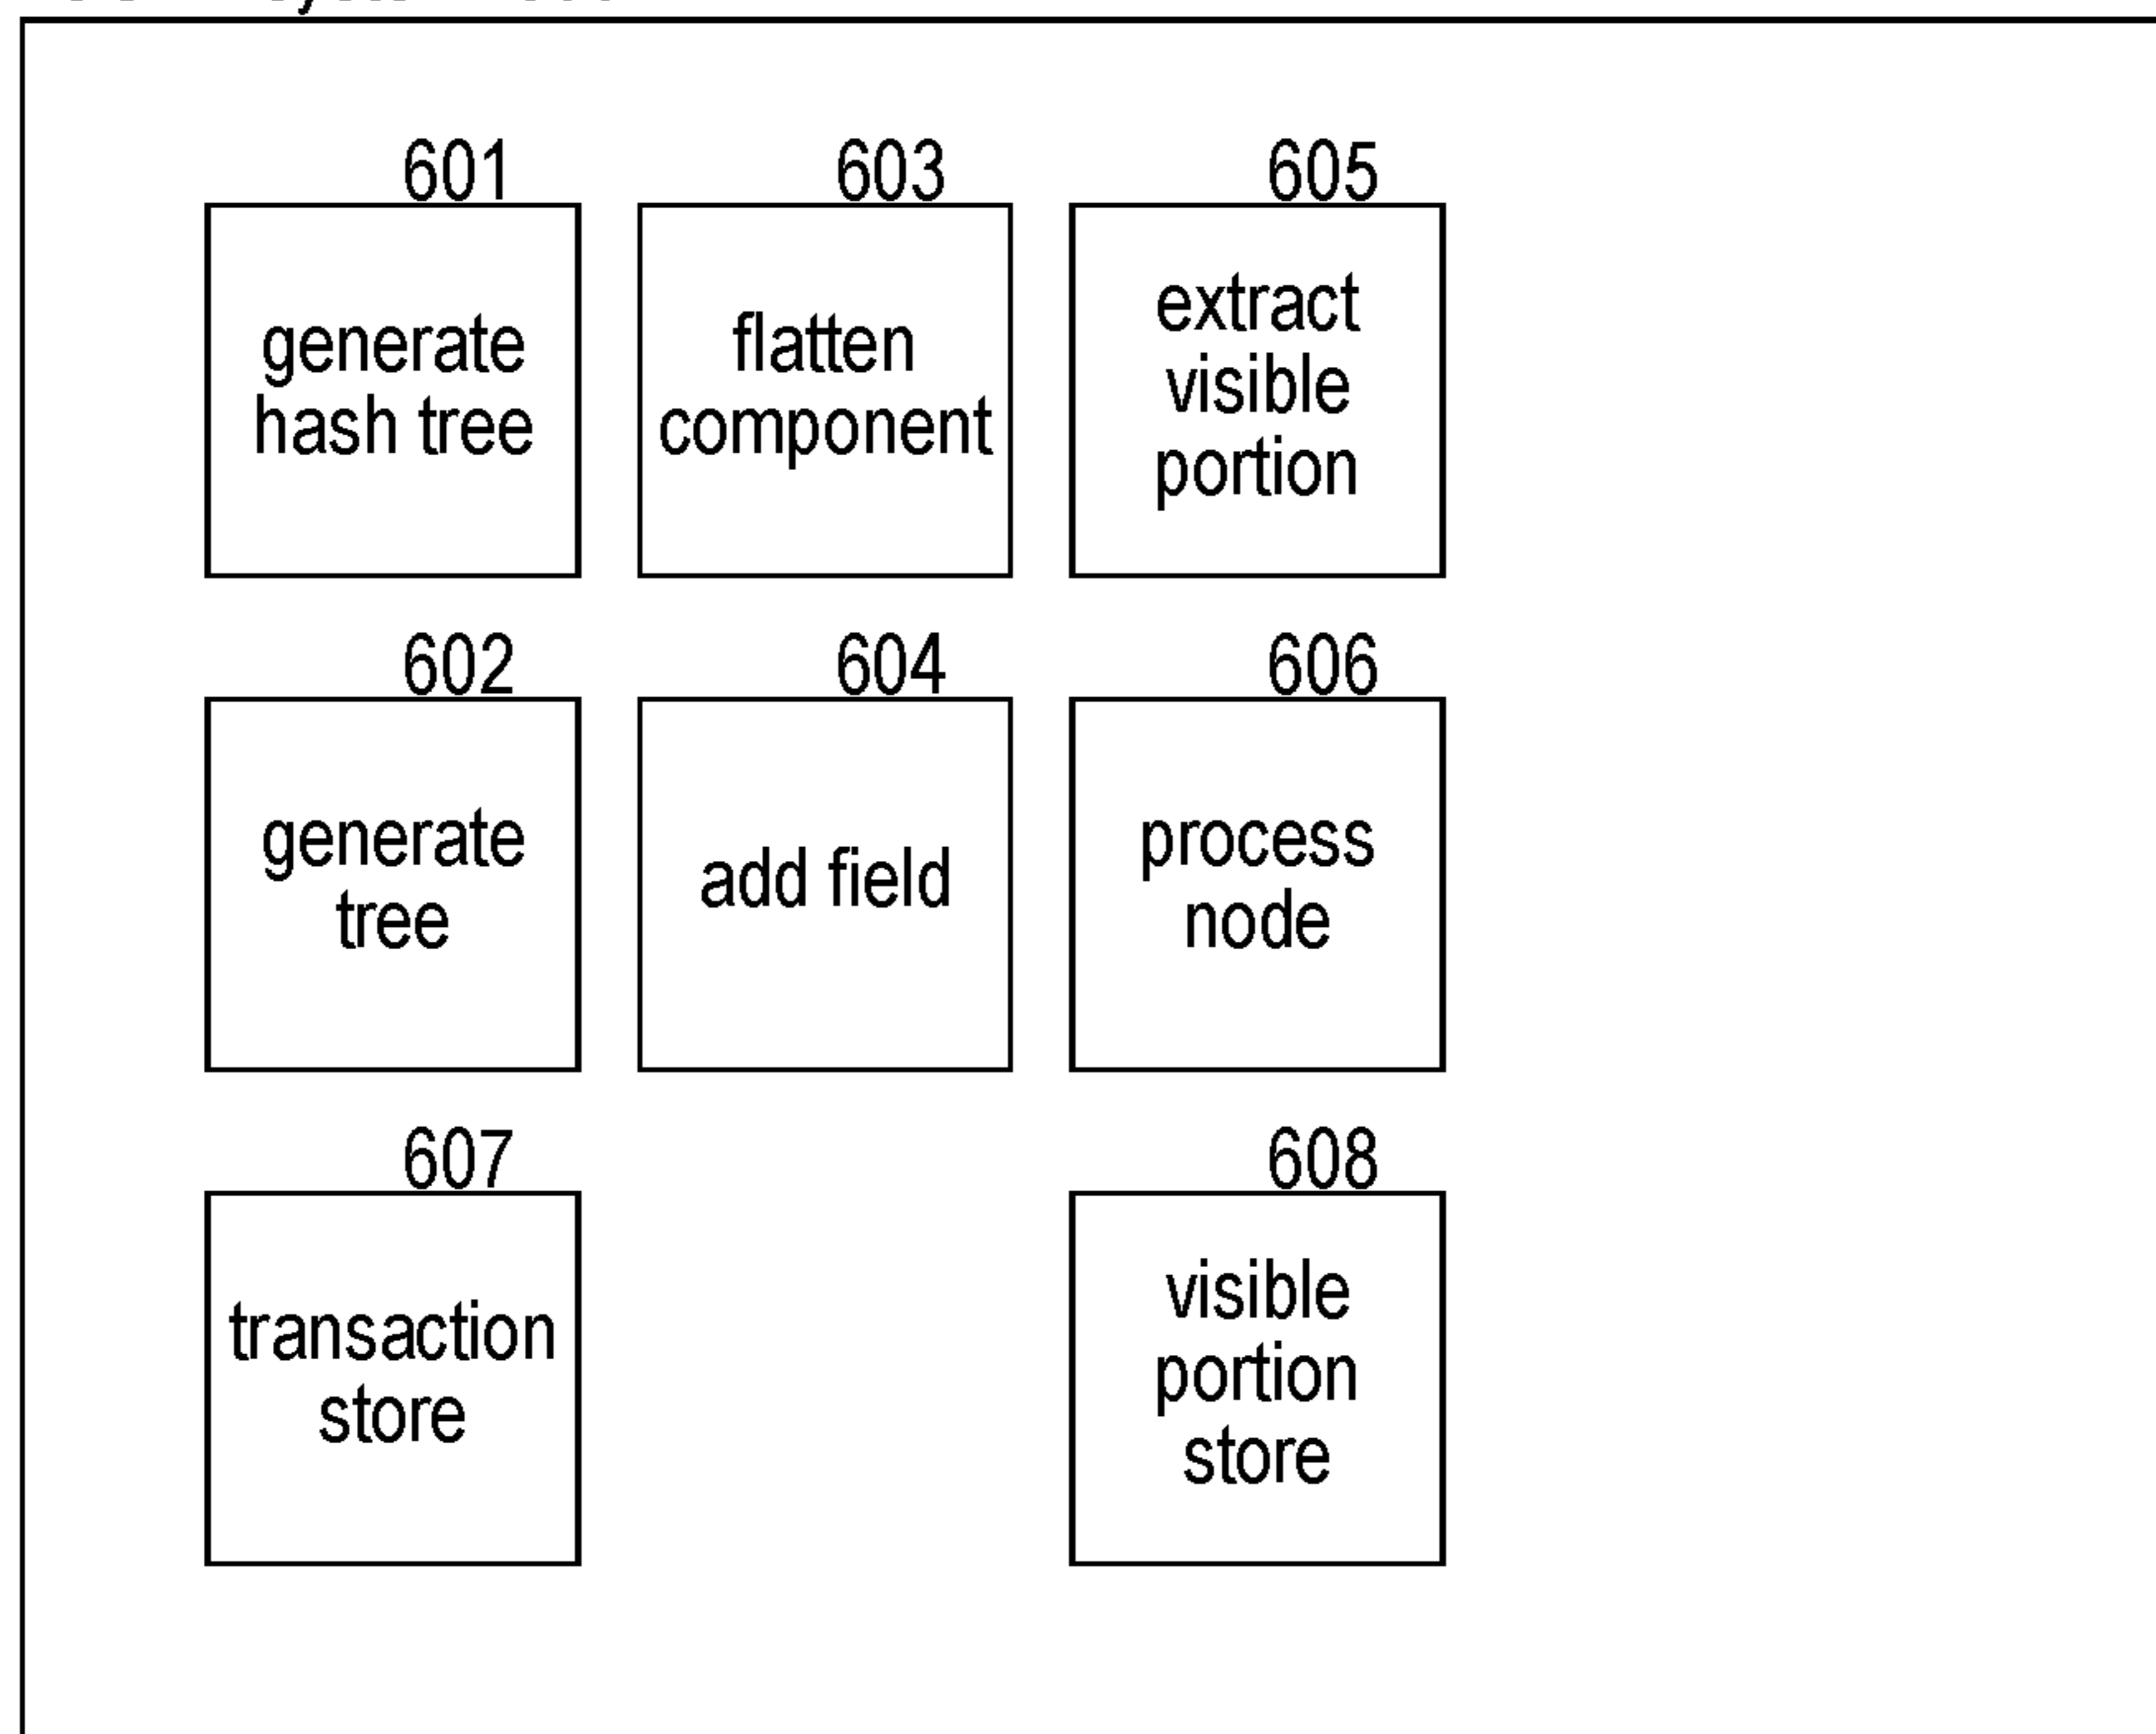 601
generate
hash tree
603
flatten
component
605
extract
visible
portion
602
generate
tree
604
add field
606
process
node
607
transaction
store
608
visible
portion
store